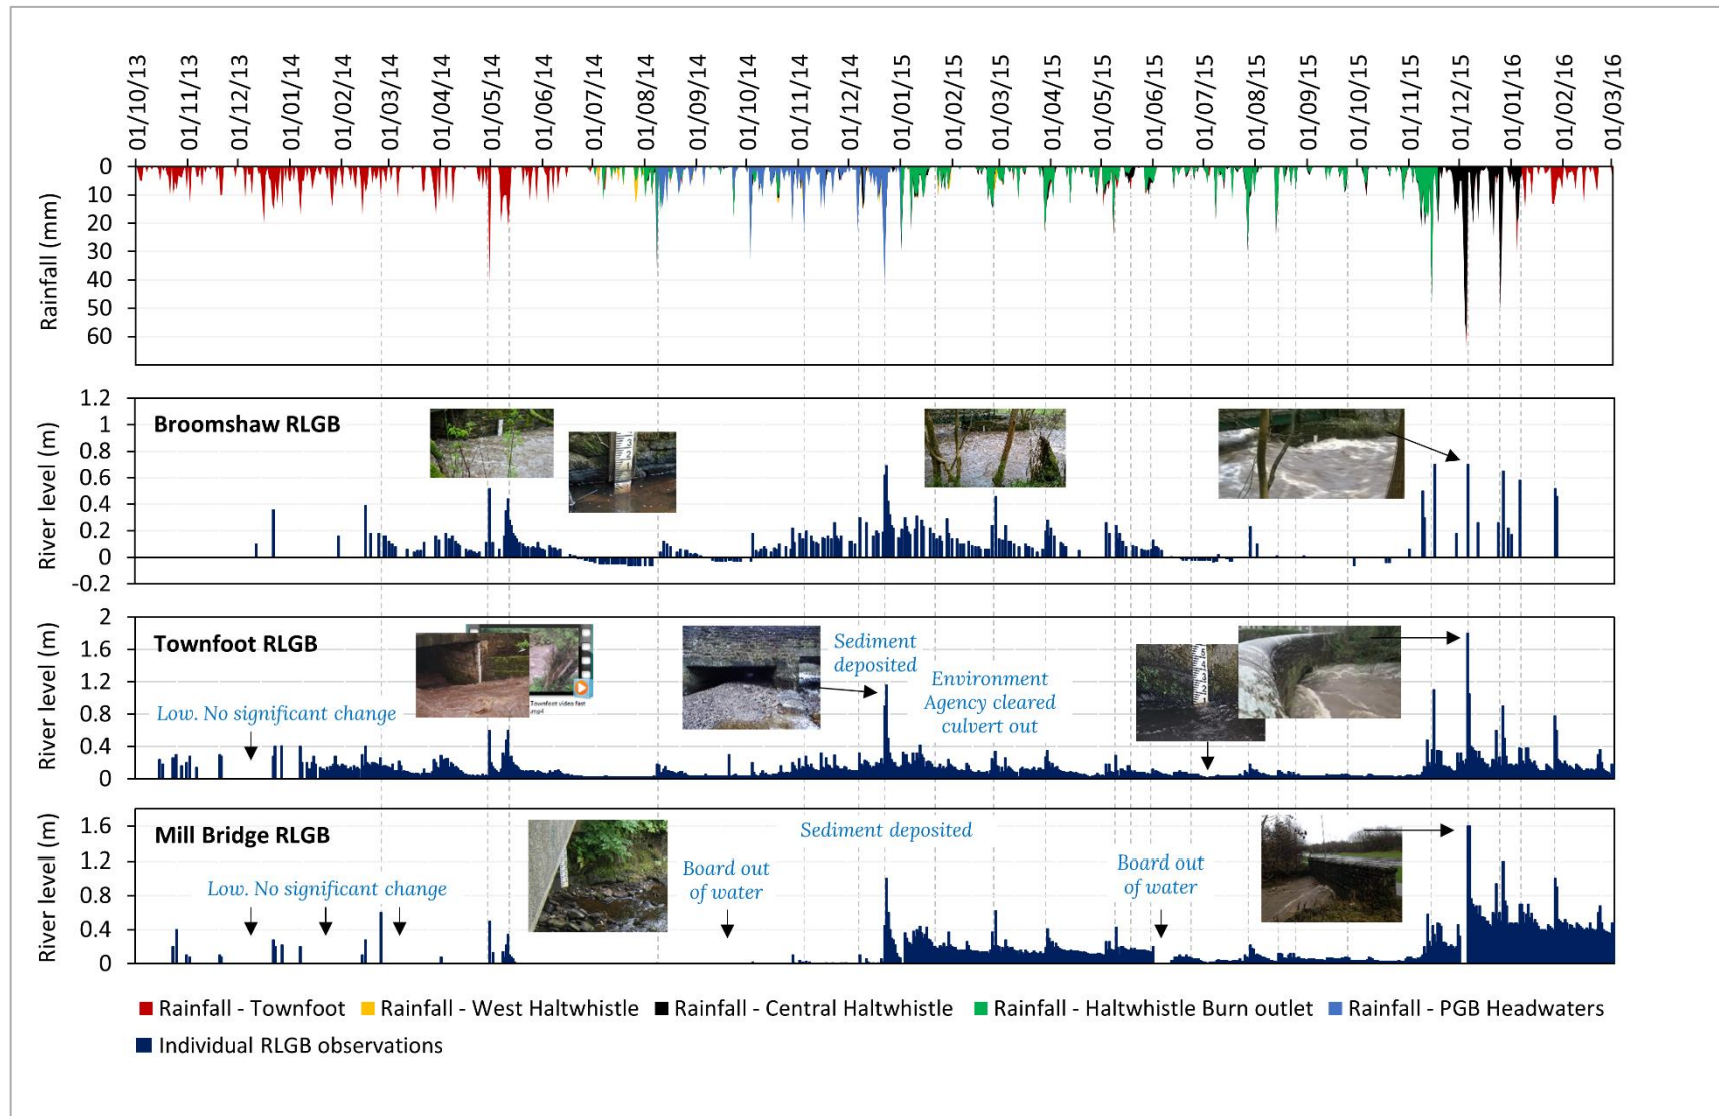 01/10/13
01/11/13
01/12/13
01/01/14
01/02/14
01/03/14
01/04/14
01/05/14
01/06/14
01/07/14
01/08/14
01/09/14
01/10/14
01/11/14
01/12/14
01/01/15
01/02/15
01/03/15
01/04/15
01/05/15
01/06/15
01/07/15
01/08/15
01/09/15
01/10/15
01/11/15
01/12/15
01/01/16
01/02/16
01/03/16
Rainfall (mm)
0
10
20
30
40
50
60
River level (m)
1.2
1
0.8
0.6
0.4
0.2
0
-0.2
Broomshaw RLGB
River level (m)
2
1.6
1.2
0.8
0.4
0
Townfoot RLGB
Low. No significant change
Townfoot video fast
.mp4
Sediment
deposited
Environment
Agency cleared
culvert out
River level (m)
1.6
1.2
0.8
0.4
0
Mill Bridge RLGB
Low. No significant change
Board out
of water
Sediment deposited
Board out
of water
Rainfall - Townfoot
Rainfall - West Haltwhistle
Rainfall - Central Haltwhistle
Rainfall - Haltwhistle Burn outlet
Rainfall - PGB Headwaters
Individual RLGB observations